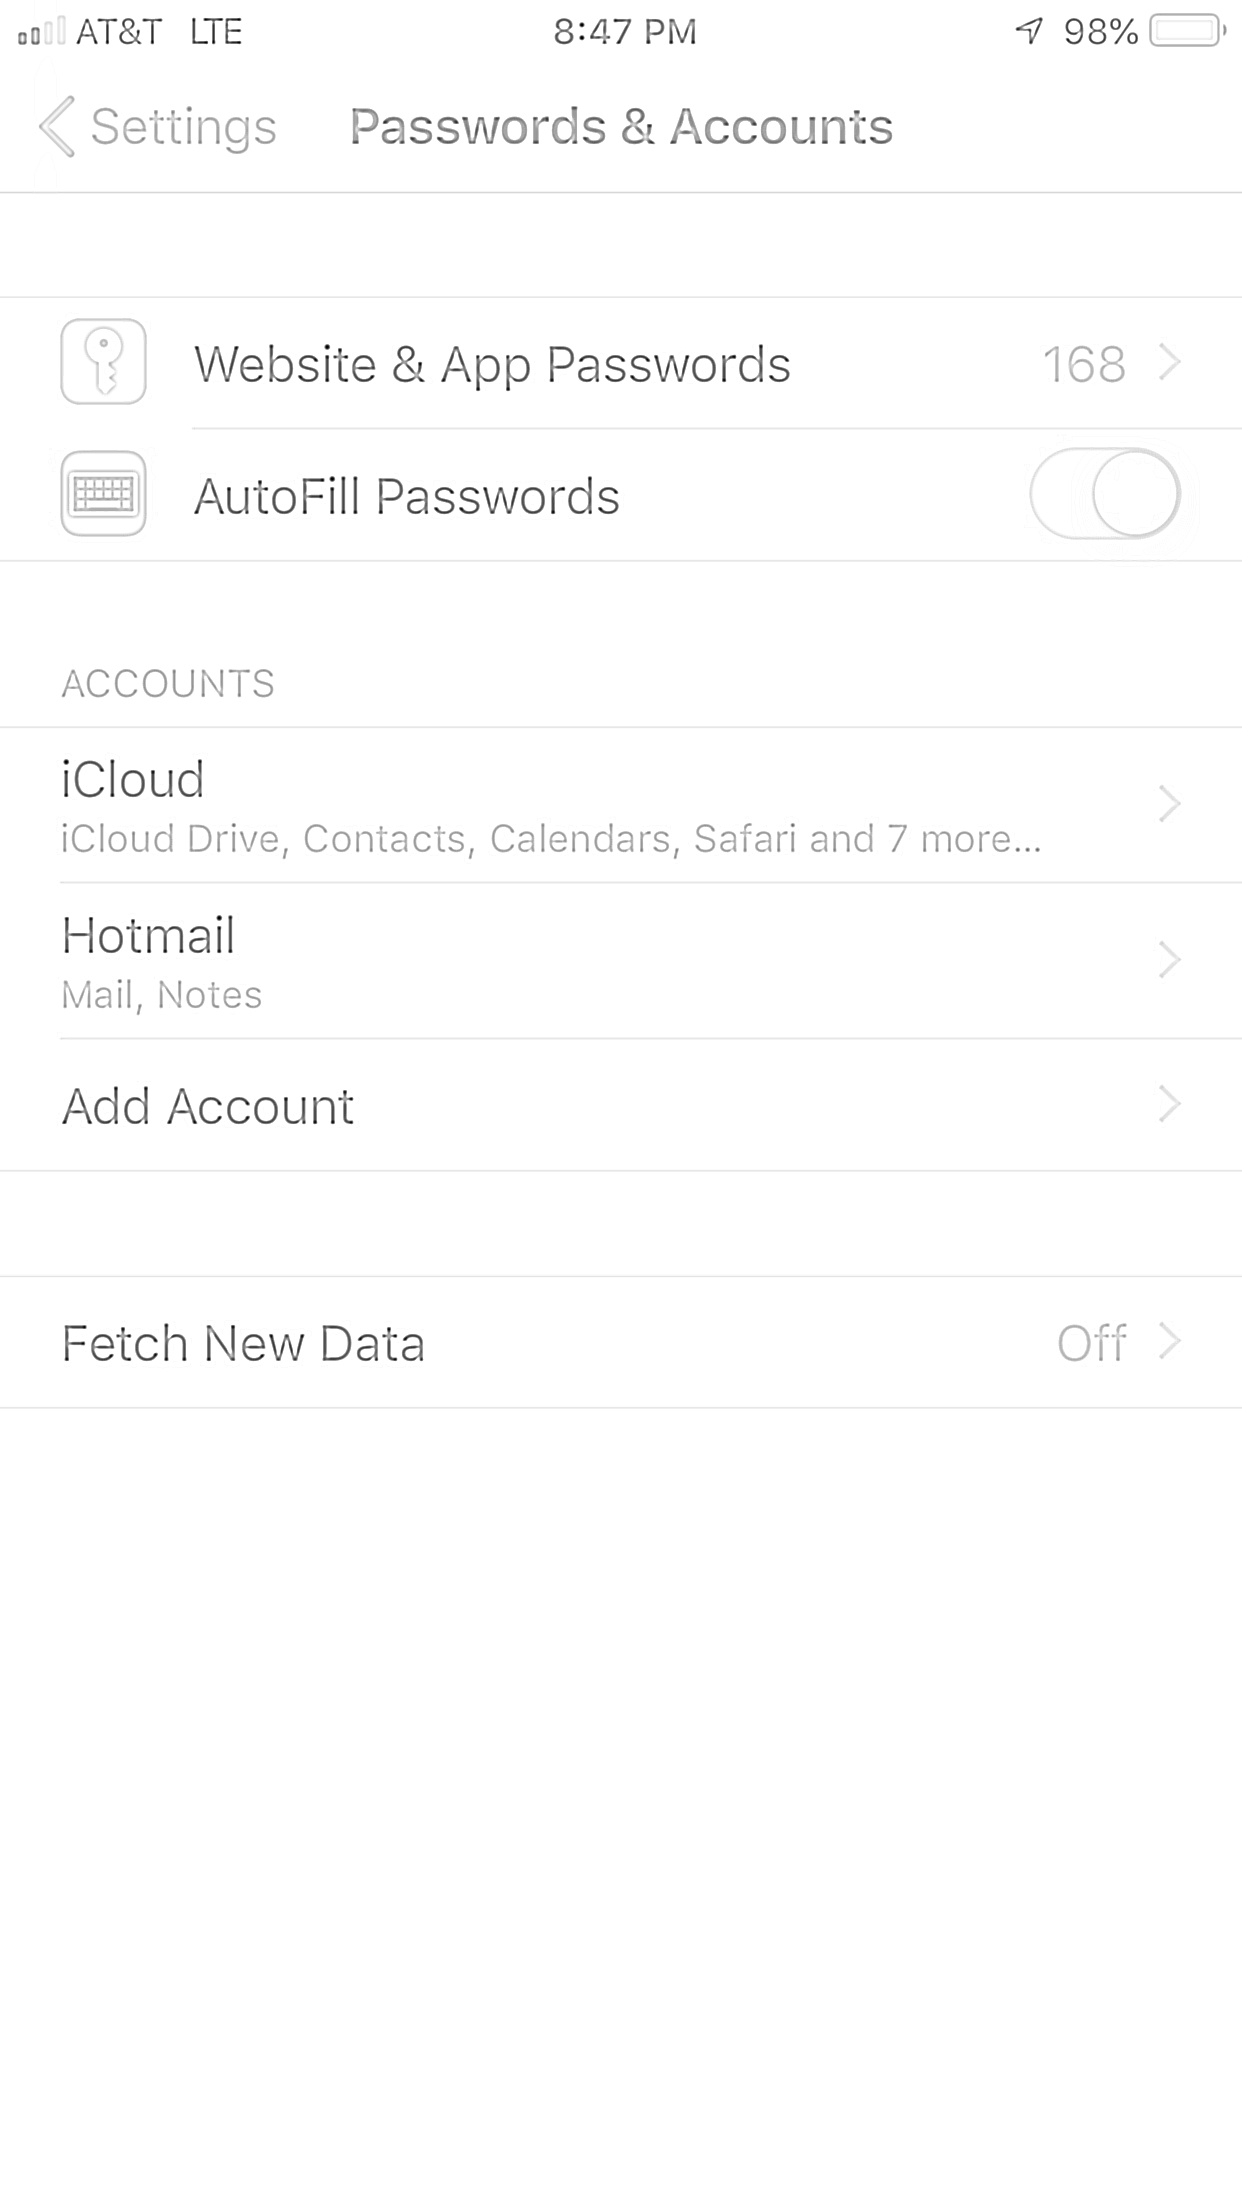 AT&T LTE 8:47 PM 98%
Settings Passwords & Accounts
Website & App Passwords 168
AutoFill Passwords
ACCOUNTS
iCloud
iCloud Drive, Contacts, Calendars, Safari and 7 more...
Hotmail
Mail, Notes
Add Account
Fetch New Data Off